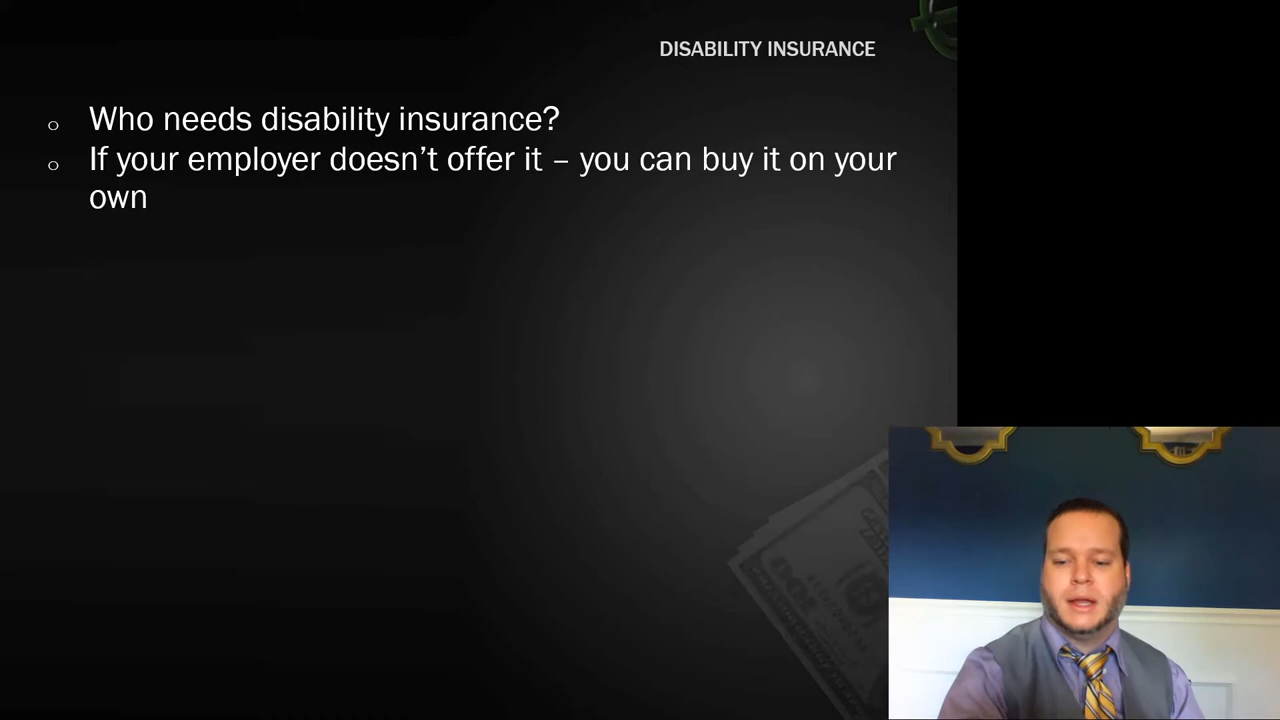 DISABILITY INSURANCE
Who needs disability insurance?
If your employer doesn’t offer it – you can buy it on your
own